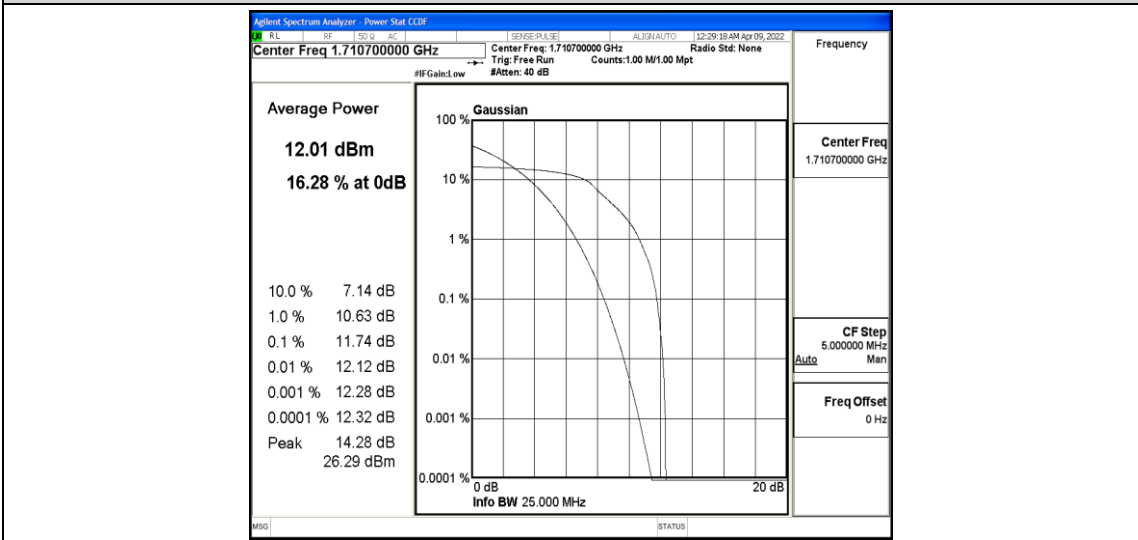 Agilent Spectrum Analyzer - Power Stat CCDF
LXI RL RF 50 Ω AC SENSE:PULSE ALIGN AUTO 12:29:18 AM Apr 09, 2022
Center Freq 1.710700000 GHz
Center Freq: 1.710700000 GHz Radio Std: None
Trig: Free Run Counts:1.00 M/1.00 Mpt
#IFGain:Low #Atten: 40 dB
Frequency
Average Power
12.01 dBm
16.28 % at 0dB
10.0 % 7.14 dB
1.0 % 10.63 dB
0.1 % 11.74 dB
0.01 % 12.12 dB
0.001 % 12.28 dB
0.0001 % 12.32 dB
Peak 14.28 dB
26.29 dBm
Gaussian
100 %
10 %
1 %
0.1 %
0.01 %
0.001 %
0.0001 %
0 dB 20 dB
Info BW 25.000 MHz
Center Freq
1.710700000 GHz
CF Step
5.000000 MHz
Auto Man
Freq Offset
0 Hz
MSG STATUS